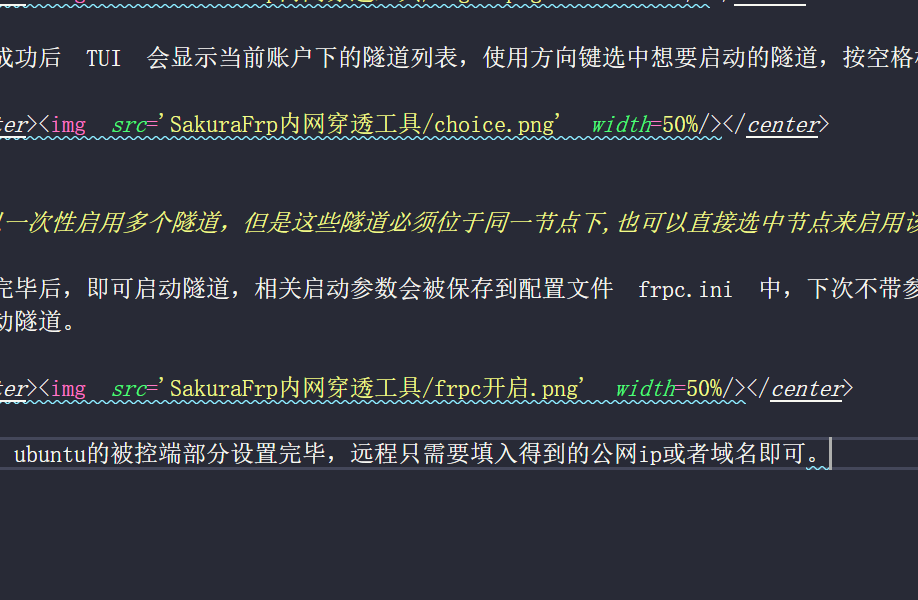 成功后 TUI 会显示当前账户下的隧道列表，使用方向键选中想要启动的隧道，按空格
ter><img src='SakuraFrp内网穿透工具/choice.png' width=50%/></center>
一次性启用多个隧道，但是这些隧道必须位于同一节点下,也可以直接选中节点来启用该
完毕后，即可启动隧道，相关启动参数会被保存到配置文件 frpc.ini 中，下次不带参
动隧道。
ter><img src='SakuraFrp内网穿透工具/frpc开启.png' width=50%/></center>
ubuntu的被控端部分设置完毕，远程只需要填入得到的公网ip或者域名即可。